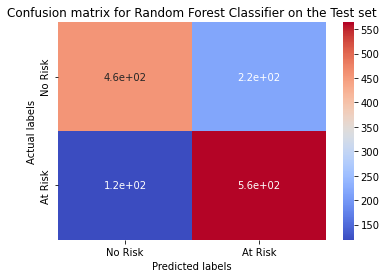 Confusion matrix for Random Forest Classifier on the Test set
Actual labels
No Risk
At Risk
4.6e+02
2.2e+02
1.2e+02
5.6e+02
No Risk
At Risk
Predicted labels
550
500
450
400
350
300
250
200
150